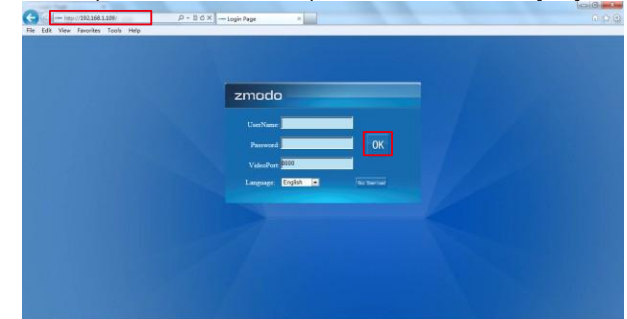 http://192.168.1.109/
Login Page
File Edit View Favorites Tools Help
zmodo
UserName:
Password:
OK
VideoPort: 8000
Language: English